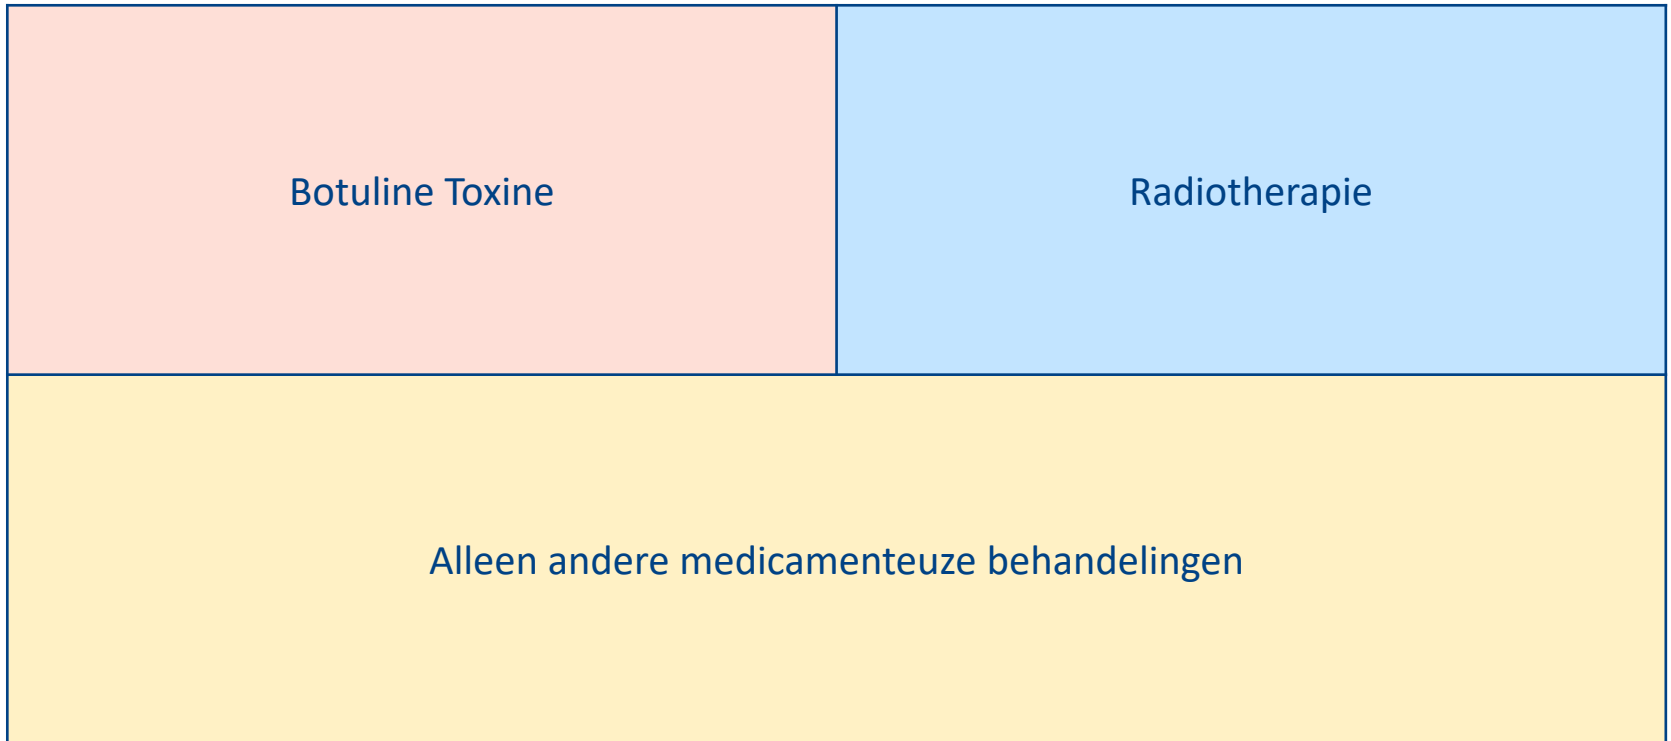 Botuline Toxine
Radiotherapie
Alleen andere medicamenteuze behandelingen